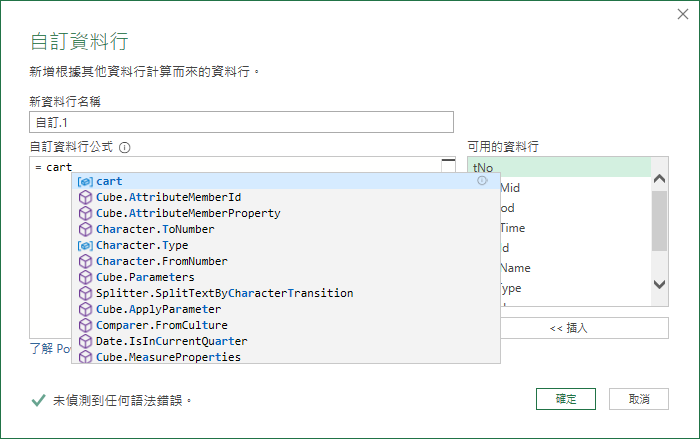 自訂資料行
新增根據其他資料行計算而來的資料行。
新資料行名稱
自訂.1
自訂資料行公式
可用的資料行
= cart
cart
Cube.AttributeMemberId
Cube.AttributeMemberProperty
Character.ToNumber
Character.Type
Character.FromNumber
Cube.Parameters
Splitter.SplitTextByCharacterTransition
Cube.ApplyParameter
Comparer.FromCulture
Date.IsInCurrentQuarter
Cube.MeasureProperties
tNo
Mid
od
Time
d
Name
Type
<< 插入
了解 Po
未偵測到任何語法錯誤。
確定
取消